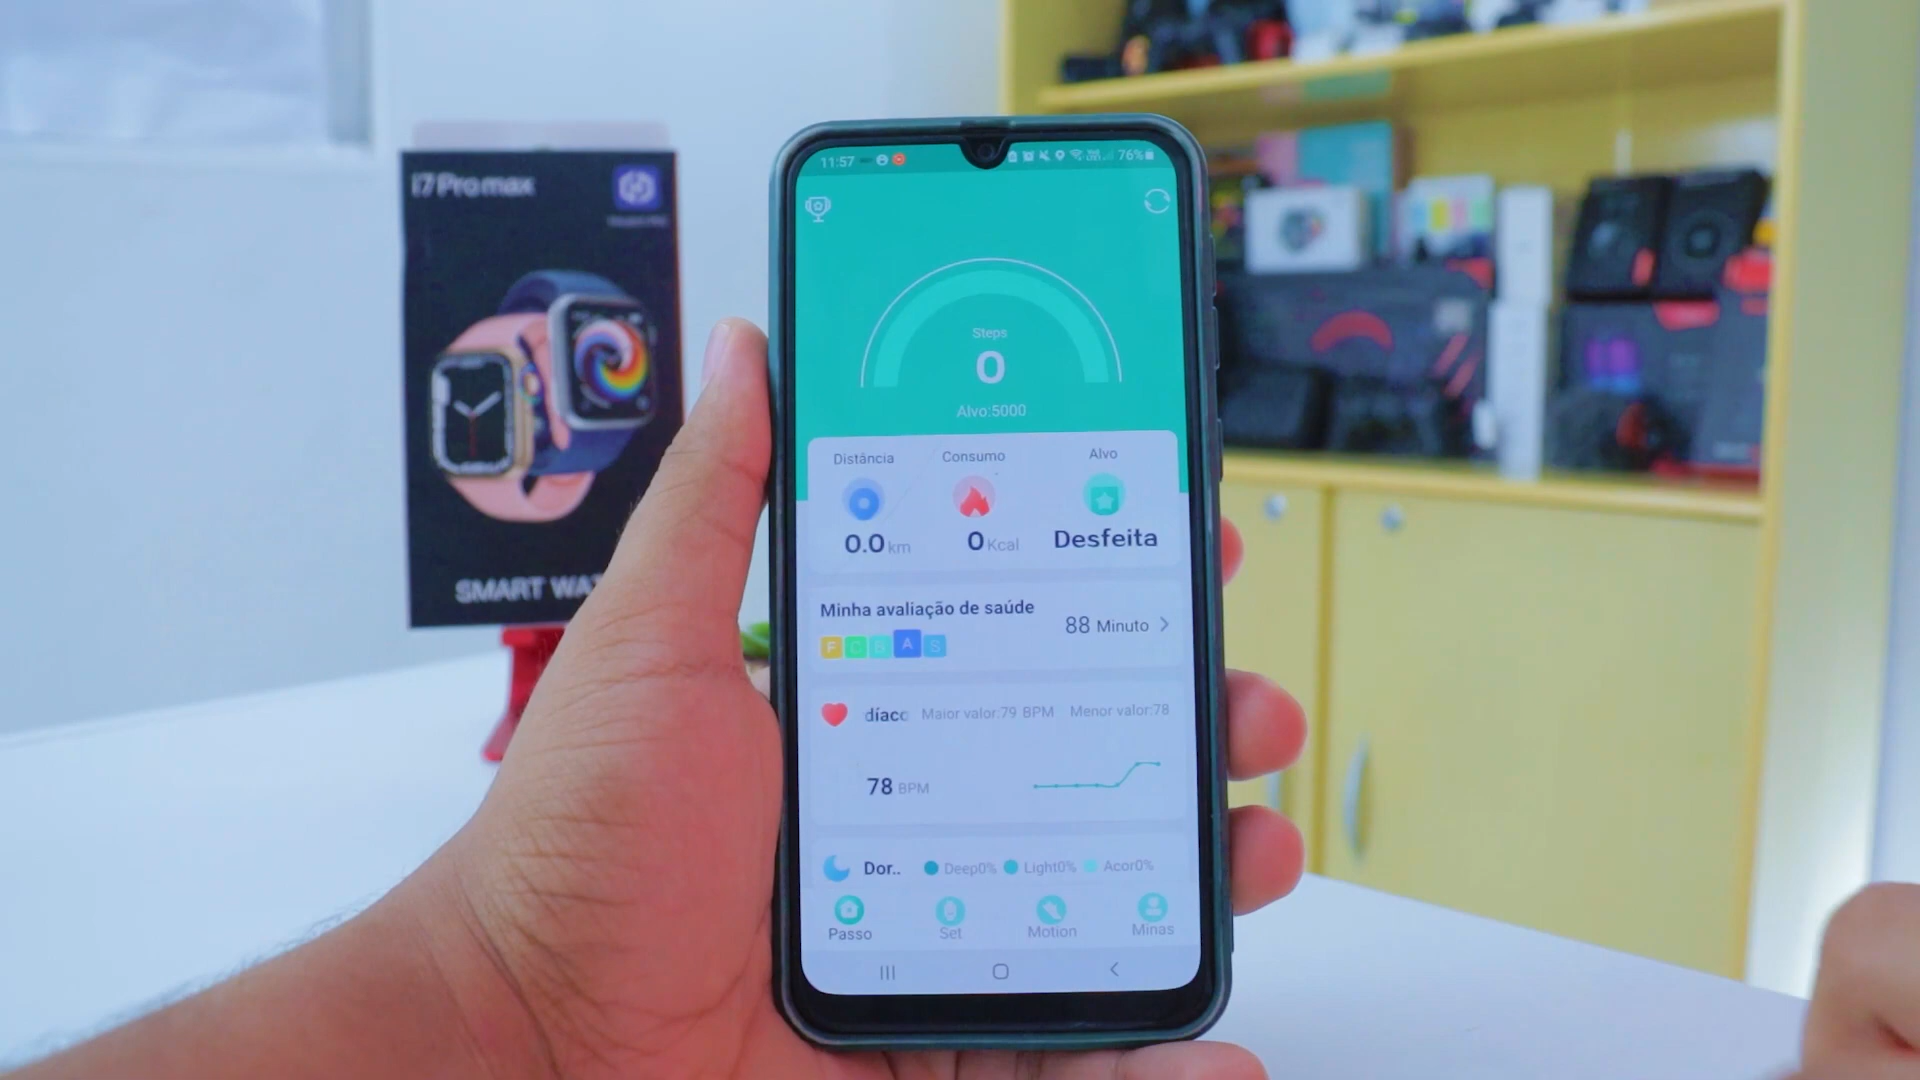 I7 Pro max
SMART WA
11:57
76%
Steps
0
Alvo:5000
Distância
Consumo
Alvo
0.0 km
0 Kcal
Desfeita
Minha avaliação de saúde
88 Minuto
F C B A S
díacc
Maior valor:79 BPM
Menor valor:78
78 BPM
Dor..
Deep0%
Light0%
Acor0%
Passo
Set
Motion
Minas